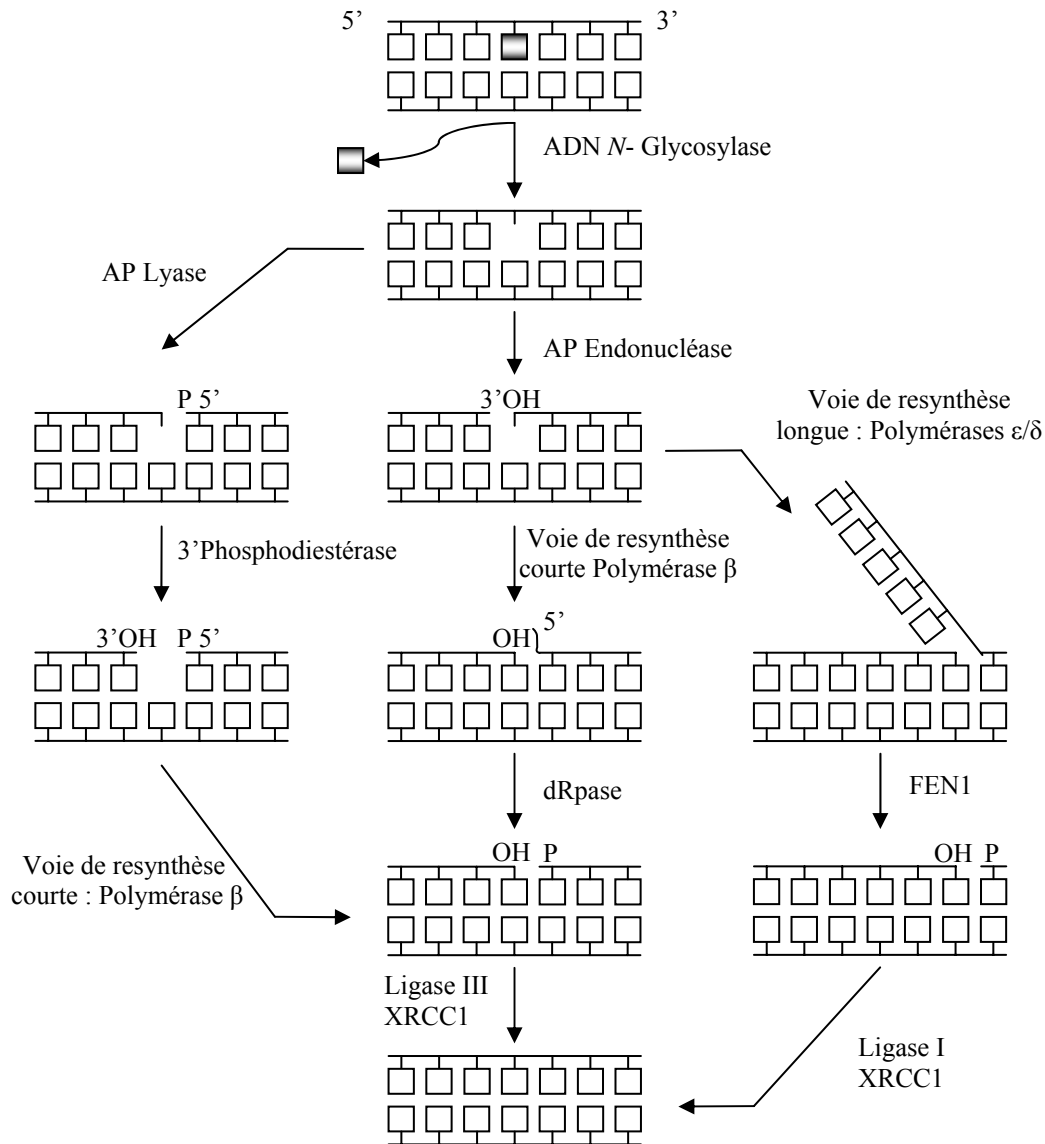 5’ 3’
ADN N- Glycosylase
AP Lyase
AP Endonucléase
P 5’
3’OH
Voie de resynthèse
longue : Polymérases ε/δ
3’Phosphodiestérase
Voie de resynthèse
courte Polymérase β
3’OH P 5’
OH 5’
dRpase
FEN1
Voie de resynthèse
courte : Polymérase β
OH P
OH P
Ligase III
XRCC1
Ligase I
XRCC1